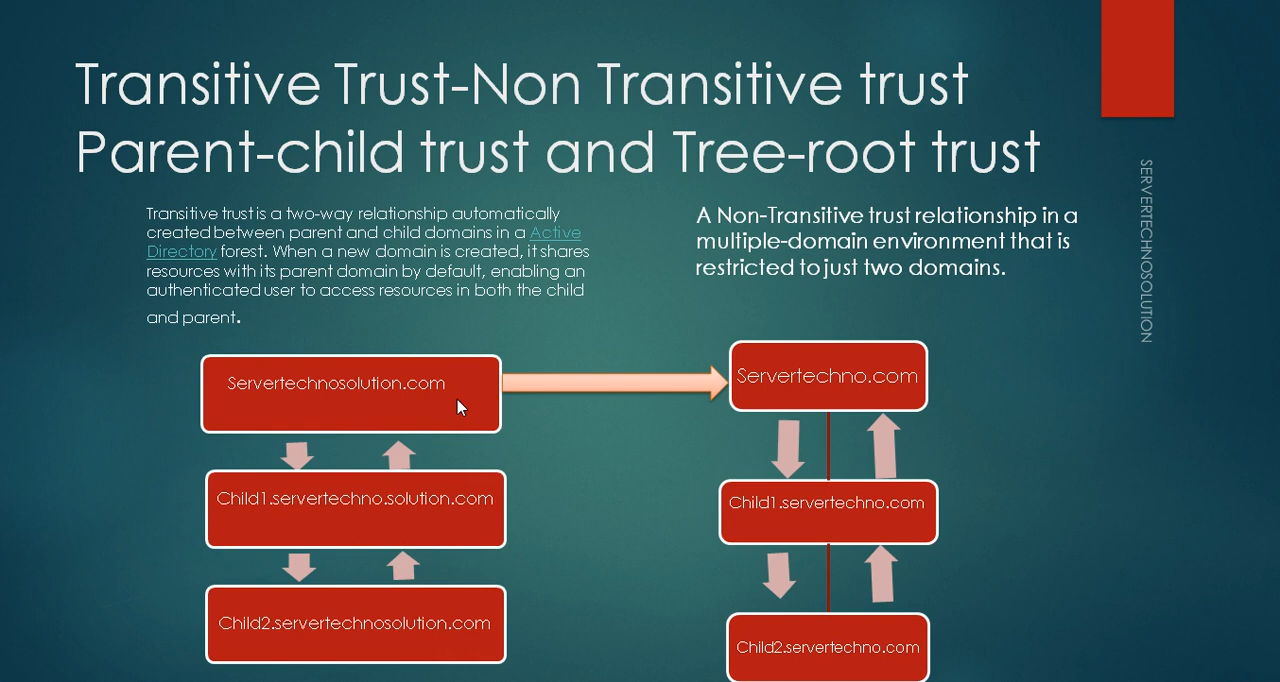 Transitive Trust-Non Transitive trust
Parent-child trust and Tree-root trust
Transitive trust is a two-way relationship automatically
created between parent and child domains in a Active
Directory forest. When a new domain is created, it shares
resources with its parent domain by default, enabling an
authenticated user to access resources in both the child
and parent.
A Non-Transitive trust relationship in a
multiple-domain environment that is
restricted to just two domains.
Servertechnosolution.com
Child1.servertechno.solution.com
Child2.servertechnosolution.com
Servertechno.com
Child1.servertechno.com
Child2.servertechno.com
SERVERTECHNOSOLUTION